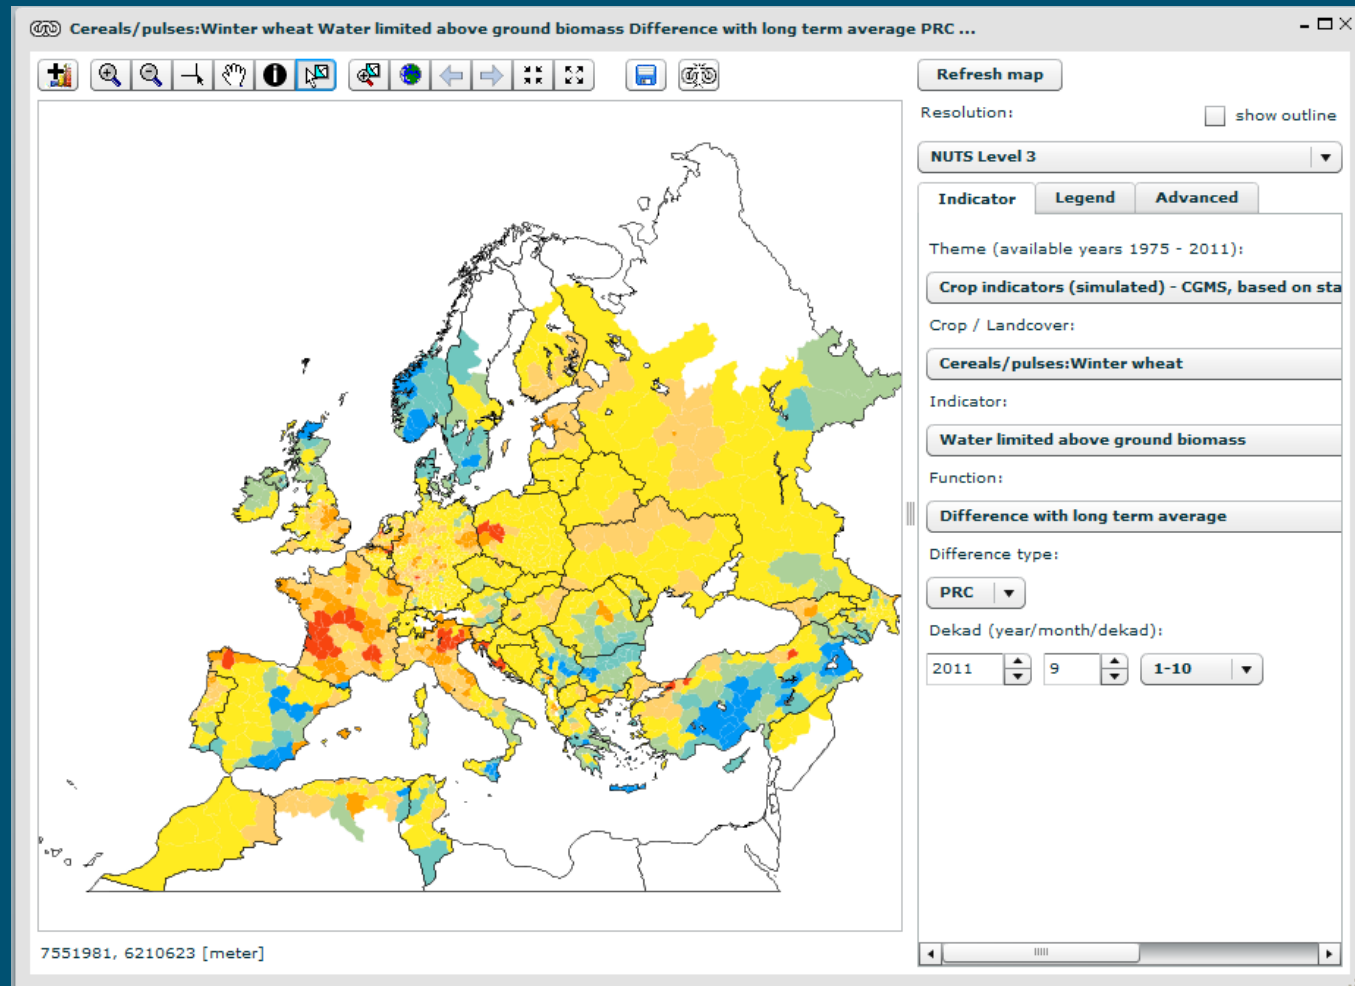 Cereals/pulses:Winter wheat Water limited above ground biomass Difference with long term average PRC ...
Refresh map
Resolution:
show outline
NUTS Level 3
Indicator Legend Advanced
Theme (available years 1975 - 2011):
Crop indicators (simulated) - CGMS, based on sta
Crop / Landcover:
Cereals/pulses:Winter wheat
Indicator:
Water limited above ground biomass
Function:
Difference with long term average
Difference type:
PRC
Dekad (year/month/dekad):
2011 9 1-10
7551981, 6210623 [meter]